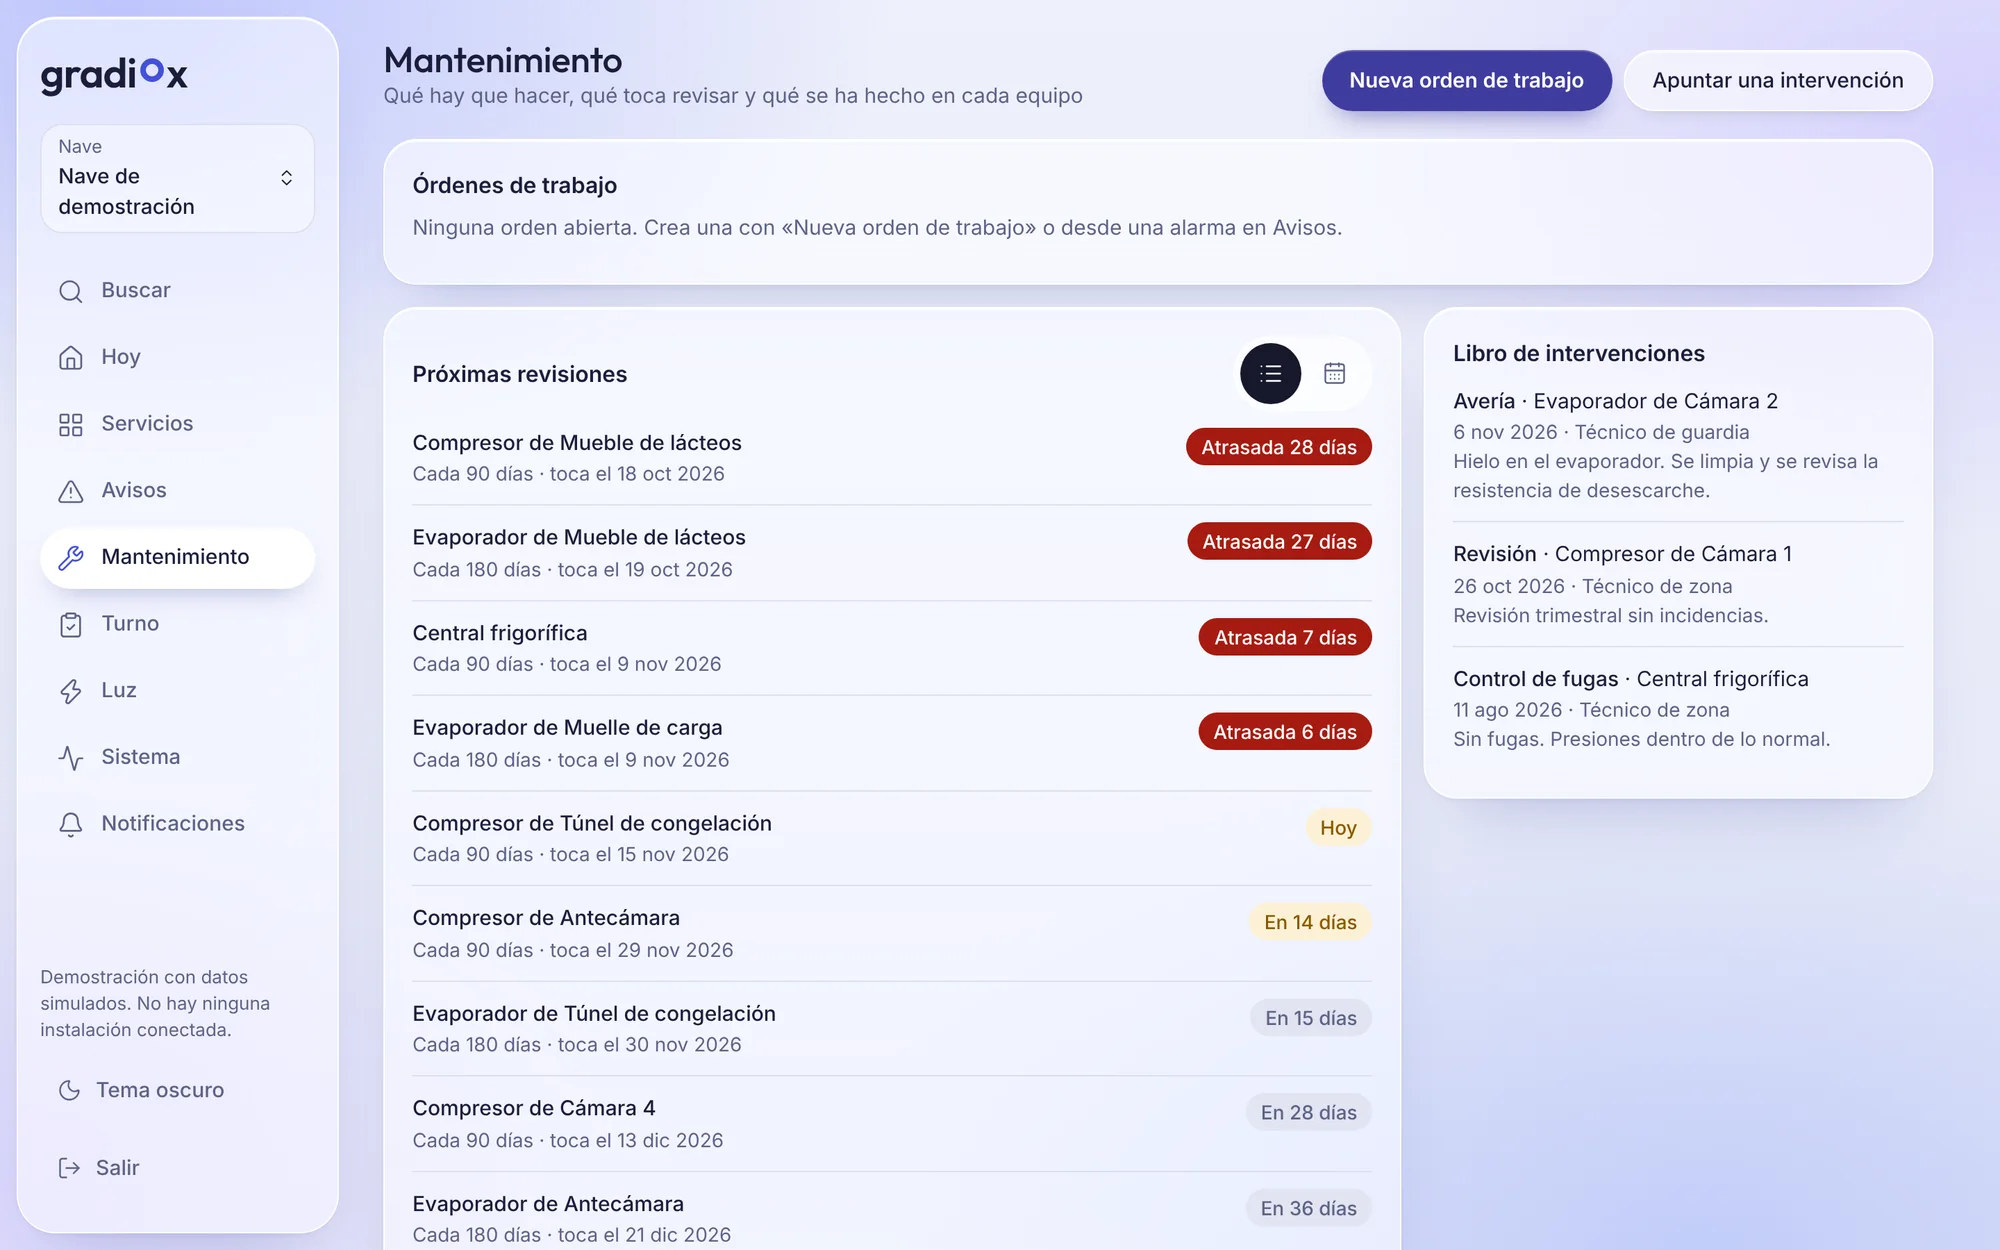 gradiox
Nave
Nave de
demostración
Buscar
Hoy
Servicios
Avisos
Mantenimiento
Turno
Luz
Sistema
Notificaciones
Demostración con datos
simulados. No hay ninguna
instalación conectada.
Tema oscuro
Salir
Mantenimiento
Qué hay que hacer, qué toca revisar y qué se ha hecho en cada equipo
Nueva orden de trabajo
Apuntar una intervención
Órdenes de trabajo
Ninguna orden abierta. Crea una con «Nueva orden de trabajo» o desde una alarma en Avisos.
Próximas revisiones
Compresor de Mueble de lácteos
Cada 90 días · toca el 18 oct 2026
Atrasada 28 días
Evaporador de Mueble de lácteos
Cada 180 días · toca el 19 oct 2026
Atrasada 27 días
Central frigorífica
Cada 90 días · toca el 9 nov 2026
Atrasada 7 días
Evaporador de Muelle de carga
Cada 180 días · toca el 9 nov 2026
Atrasada 6 días
Compresor de Túnel de congelación
Cada 90 días · toca el 15 nov 2026
Hoy
Compresor de Antecámara
Cada 90 días · toca el 29 nov 2026
En 14 días
Evaporador de Túnel de congelación
Cada 180 días · toca el 30 nov 2026
En 15 días
Compresor de Cámara 4
Cada 90 días · toca el 13 dic 2026
En 28 días
Evaporador de Antecámara
Cada 180 días · toca el 21 dic 2026
En 36 días
Libro de intervenciones
Avería · Evaporador de Cámara 2
6 nov 2026 · Técnico de guardia
Hielo en el evaporador. Se limpia y se revisa la
resistencia de desescarche.
Revisión · Compresor de Cámara 1
26 oct 2026 · Técnico de zona
Revisión trimestral sin incidencias.
Control de fugas · Central frigorífica
11 ago 2026 · Técnico de zona
Sin fugas. Presiones dentro de lo normal.